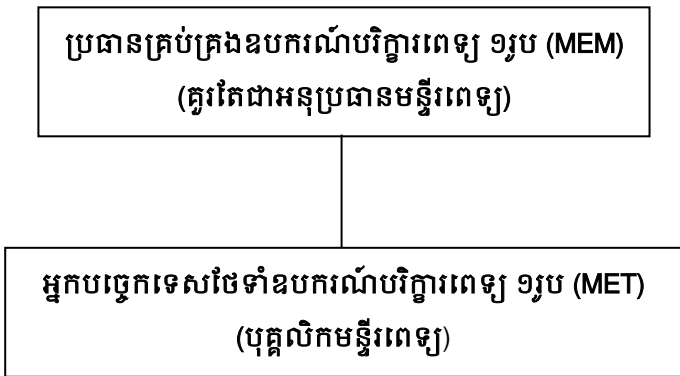 ប្រធានគ្រប់គ្រងឧបករណ៍បរិក្ខារពេទ្យ ១រូប (MEM)
(គួរតែជាអនុប្រធានមន្ទីរពេទ្យ)
អ្នកបច្ចេកទេសថែទាំឧបករណ៍បរិក្ខារពេទ្យ ១រូប (MET)
(បុគ្គលិកមន្ទីរពេទ្យ)